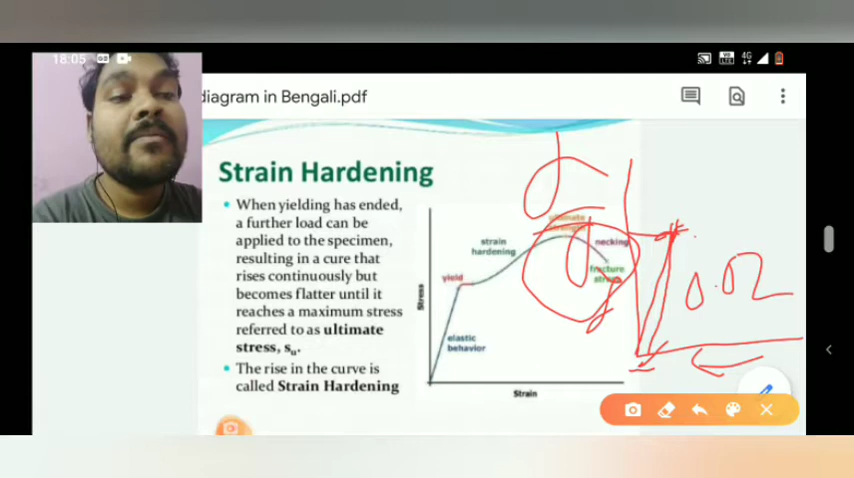 18:05
4G
diagram in Bengali.pdf
Strain Hardening
• When yielding has ended,
a further load can be
applied to the specimen,
resulting in a cure that
rises continuously but
becomes flatter until it
reaches a maximum stress
referred to as ultimate
stress, su.
• The rise in the curve is
called Strain Hardening
ultimate
strength
strain
hardening
necking
yield
fracture
elastic
behavior
Stress
Strain
0.02